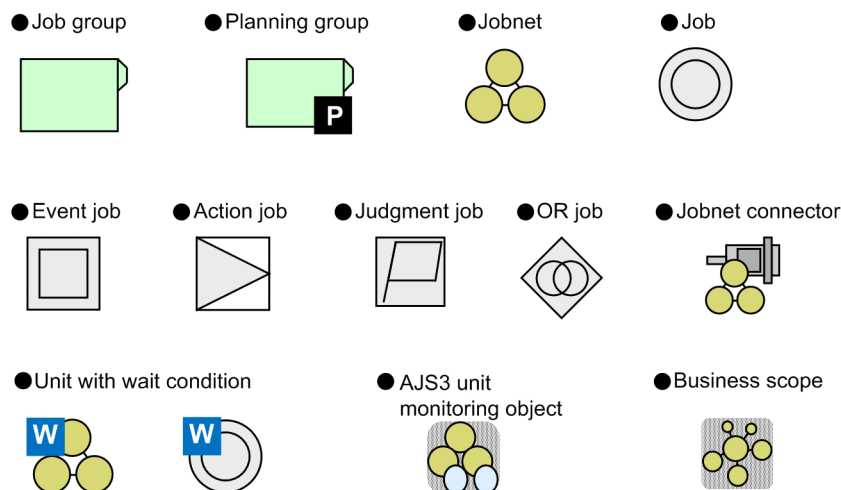 ● Job group
● Planning group
● Jobnet
● Job
P
● Event job
● Action job
● Judgment job
● OR job
● Jobnet connector
● Unit with wait condition
● AJS3 unit
monitoring object
● Business scope
W
W